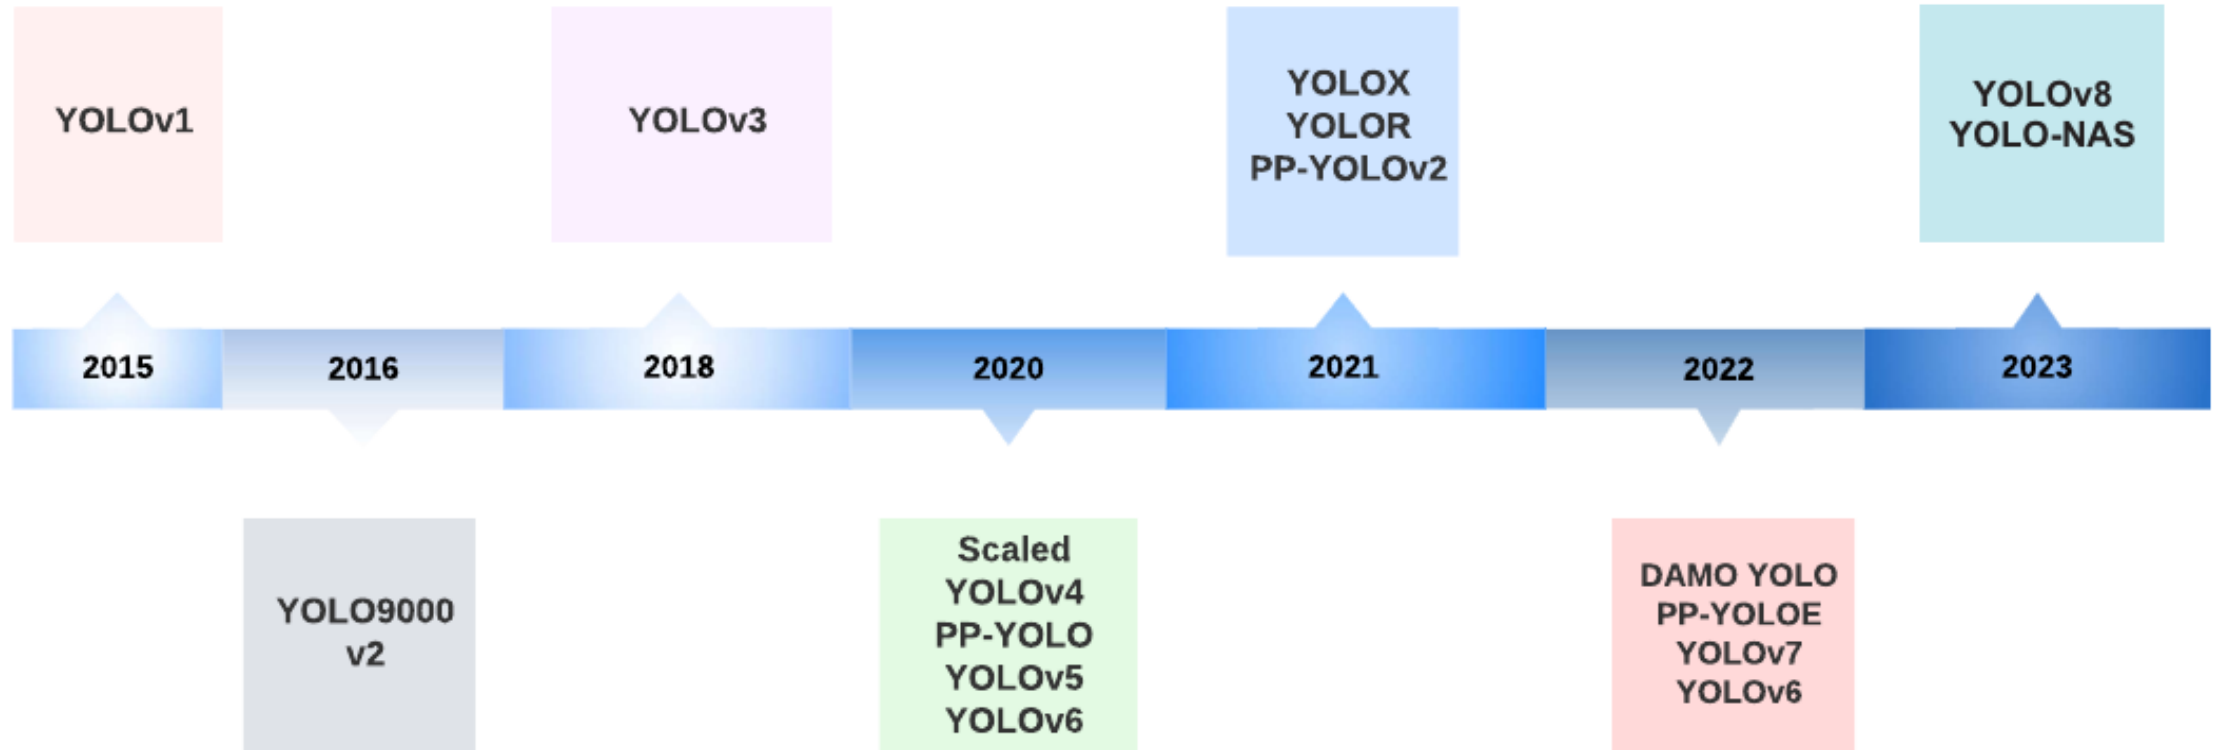 YOLOv1
YOLOv3
YOLOX
YOLOR
PP-YOLOv2
YOLOv8
YOLO-NAS
2015
2016
2018
2020
2021
2022
2023
YOLO9000
v2
Scaled
YOLOv4
PP-YOLO
YOLOv5
YOLOv6
DAMO YOLO
PP-YOLOE
YOLOv7
YOLOv6